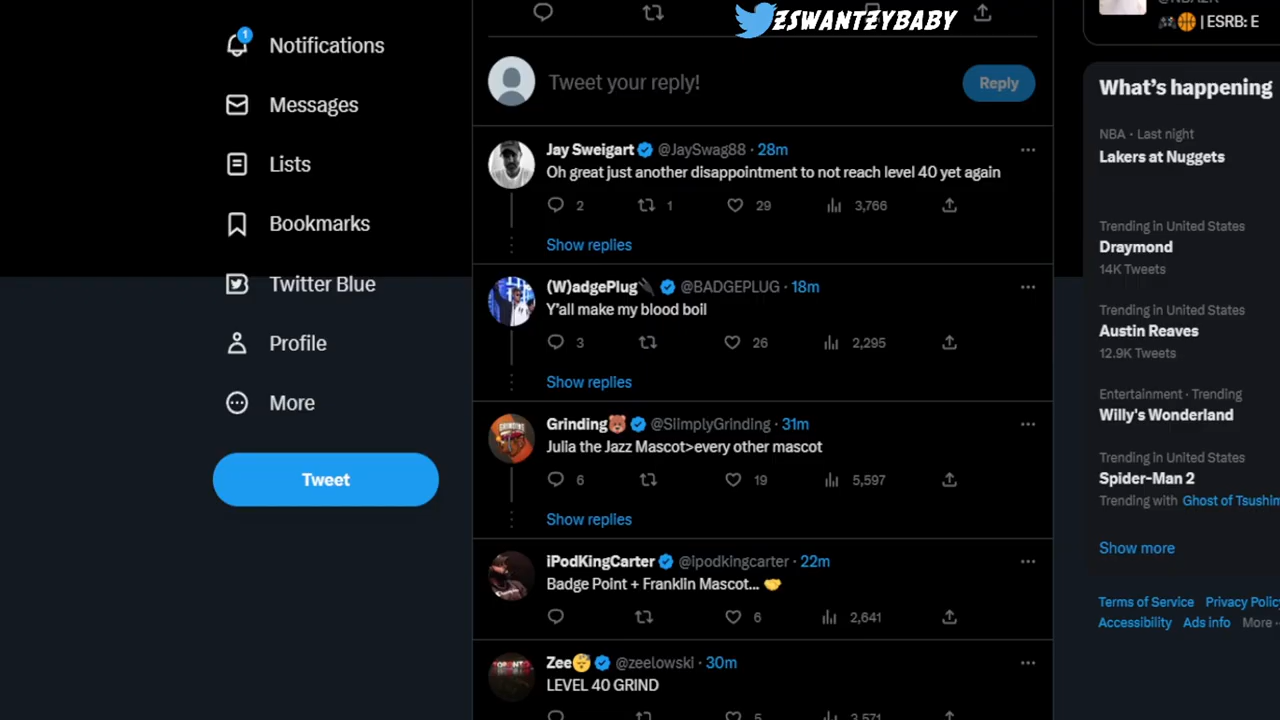 ZSWANTZYBABY
1
Notifications
Messages
Lists
Bookmarks
Twitter Blue
Profile
More
Tweet
Tweet your reply!
Reply
Jay Sweigart @JaySwag88 · 28m
Oh great just another disappointment to not reach level 40 yet again
2 1 29 3,766
Show replies
(W)adgePlug🔌 @BADGEPLUG · 18m
Y'all make my blood boil
3 26 2,295
Show replies
GRINDING
Grinding🐻 @SIimplyGrinding · 31m
Julia the Jazz Mascot>every other mascot
6 19 5,597
Show replies
iPodKingCarter @ipodkingcarter · 22m
Badge Point + Franklin Mascot... 🤝
6 2,641
Zee😴 @zeelowski · 30m
LEVEL 40 GRIND
5 3,571
🎮🏀 | ESRB: E
What's happening
NBA · Last night
Lakers at Nuggets
Trending in United States
Draymond
14K Tweets
Trending in United States
Austin Reaves
12.9K Tweets
Entertainment · Trending
Willy's Wonderland
Trending in United States
Spider-Man 2
Trending with Ghost of Tsushim
Show more
Terms of Service Privacy Polic
Accessibility Ads info More ··